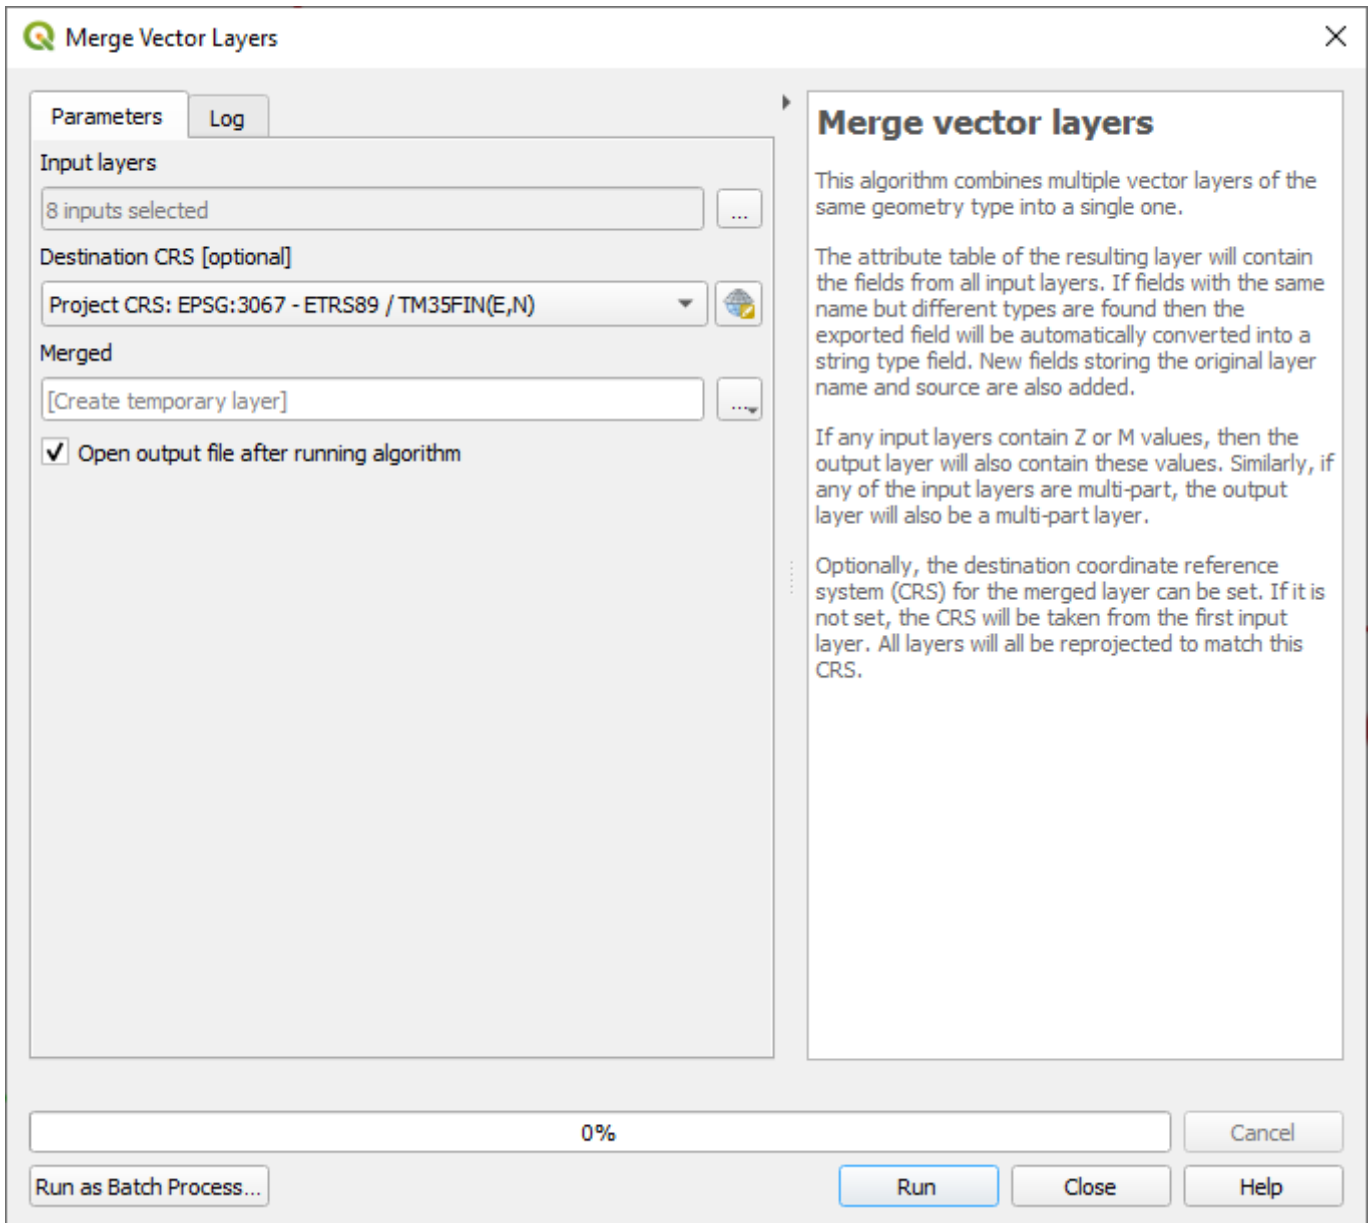 Merge Vector Layers
Parameters
Log
Input layers
8 inputs selected
...
Destination CRS [optional]
Project CRS: EPSG:3067 - ETRS89 / TM35FIN(E,N)
Merged
[Create temporary layer]
...
Open output file after running algorithm
Merge vector layers
This algorithm combines multiple vector layers of the
same geometry type into a single one.
The attribute table of the resulting layer will contain
the fields from all input layers. If fields with the same
name but different types are found then the
exported field will be automatically converted into a
string type field. New fields storing the original layer
name and source are also added.
If any input layers contain Z or M values, then the
output layer will also contain these values. Similarly, if
any of the input layers are multi-part, the output
layer will also be a multi-part layer.
Optionally, the destination coordinate reference
system (CRS) for the merged layer can be set. If it is
not set, the CRS will be taken from the first input
layer. All layers will all be reprojected to match this
CRS.
0%
Cancel
Run as Batch Process...
Run
Close
Help